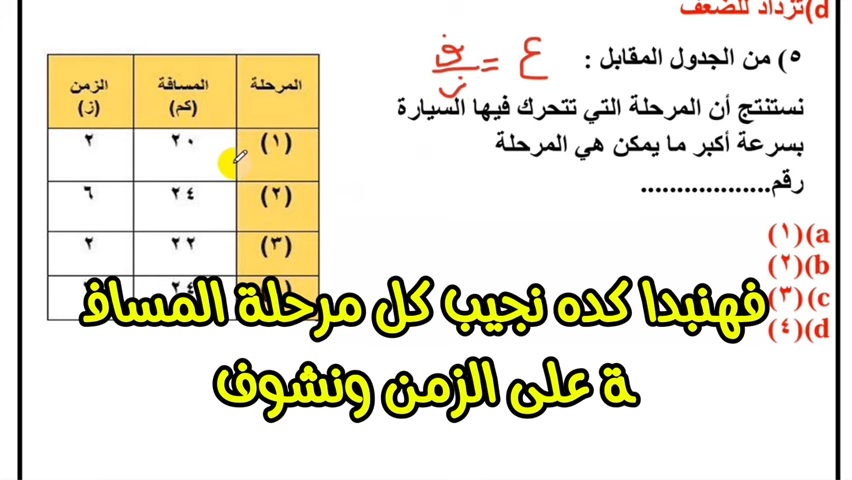 d)تزداد للضعف
٥) من الجدول المقابل :
ع = ف/ز
نستنتج أن المرحلة التي تتحرك فيها السيارة
بسرعة أكبر ما يمكن هي المرحلة
رقم...................
a)(١)
b)(٢)
c)(٣)
d)(٤)
المرحلة المسافة (كم) الزمن (ز)
(١) ٢٠ ٢
(٢) ٢٤ ٦
(٣) ٢٢ ٢
فهنبدا كده نجيب كل مرحلة المساف
ة على الزمن ونشوف